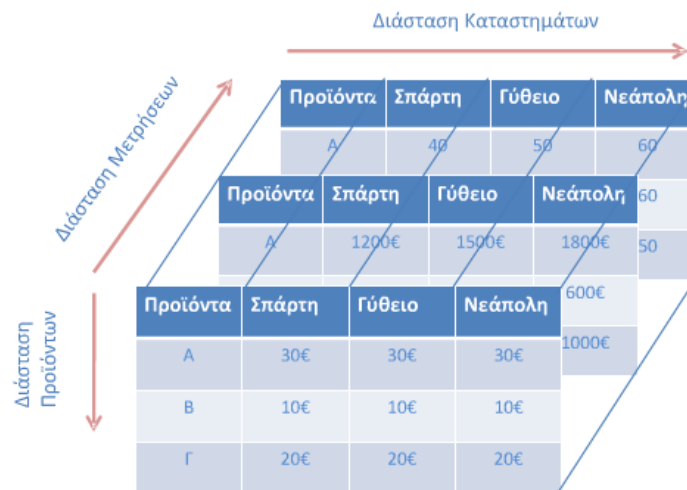 Διάσταση Καταστημάτων
Διάσταση Μετρήσεων
Προϊόντα Σπάρτη Γύθειο Νεάπολη
Α 40 50 60
60
50
Προϊόντα Σπάρτη Γύθειο Νεάπολη
Α 1200€ 1500€ 1800€
600€
1000€
Διάσταση
Προϊόντων
Προϊόντα Σπάρτη Γύθειο Νεάπολη
Α 30€ 30€ 30€
Β 10€ 10€ 10€
Γ 20€ 20€ 20€